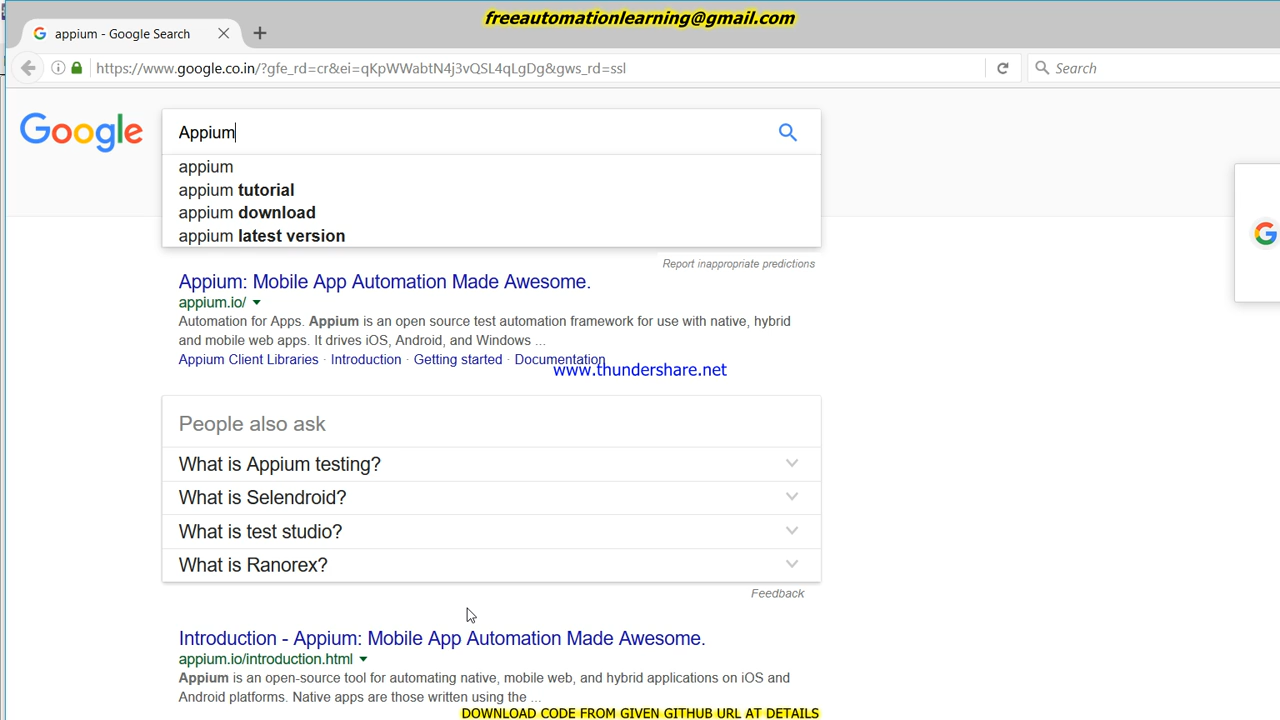 freeautomationlearning@gmail.com
appium - Google Search
https://www.google.co.in/?gfe_rd=cr&ei=qKpWWabtN4j3vQSL4qLgDg&gws_rd=ssl
Search
Google
Appium
appium
appium tutorial
appium download
appium latest version
Report inappropriate predictions
Appium: Mobile App Automation Made Awesome.
appium.io/
Automation for Apps. Appium is an open source test automation framework for use with native, hybrid
and mobile web apps. It drives iOS, Android, and Windows ...
Appium Client Libraries · Introduction · Getting started · Documentation
www.thundershare.net
People also ask
What is Appium testing?
What is Selendroid?
What is test studio?
What is Ranorex?
Feedback
Introduction - Appium: Mobile App Automation Made Awesome.
appium.io/introduction.html
Appium is an open-source tool for automating native, mobile web, and hybrid applications on iOS and
Android platforms. Native apps are those written using the ...
DOWNLOAD CODE FROM GIVEN GITHUB URL AT DETAILS